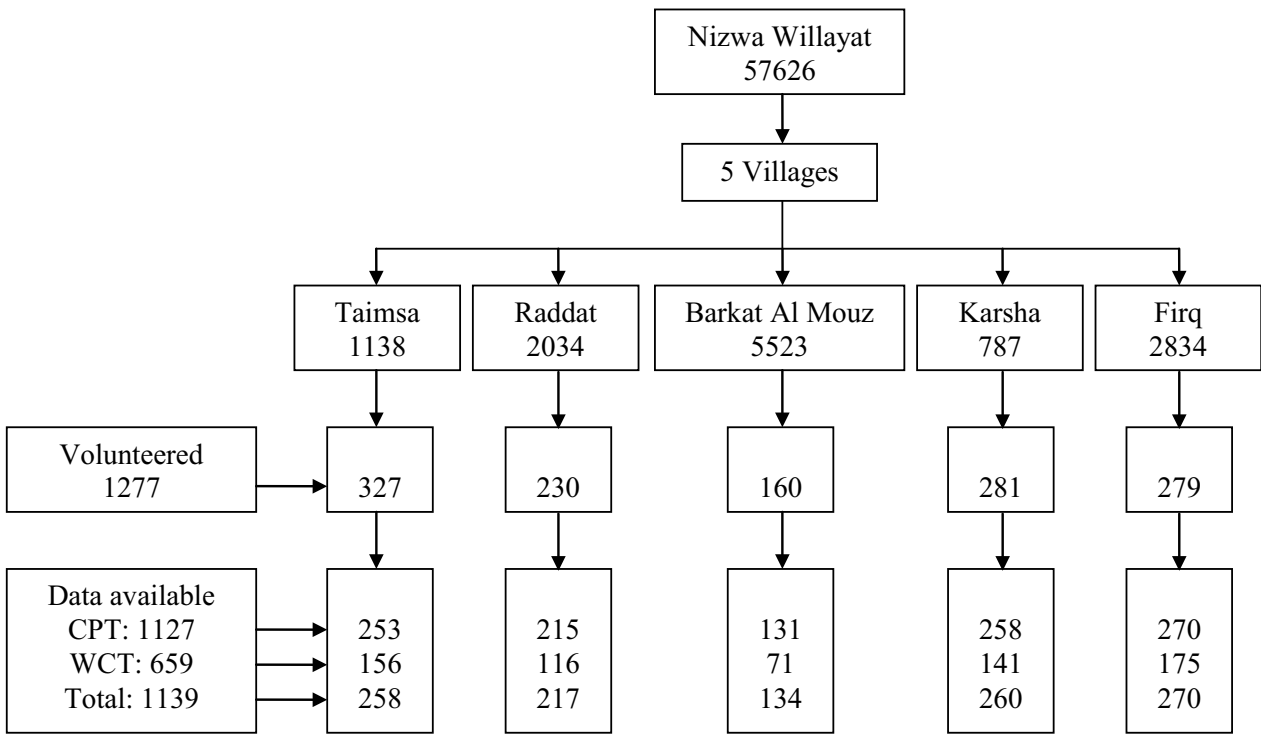 Nizwa Willayat
57626
5 Villages
Taimsa
1138
Raddat
2034
Barkat Al Mouz
5523
Karsha
787
Firq
2834
Volunteered
1277
327
230
160
281
279
Data available
CPT: 1127
WCT: 659
Total: 1139
253
156
258
215
116
217
131
71
134
258
141
260
270
175
270